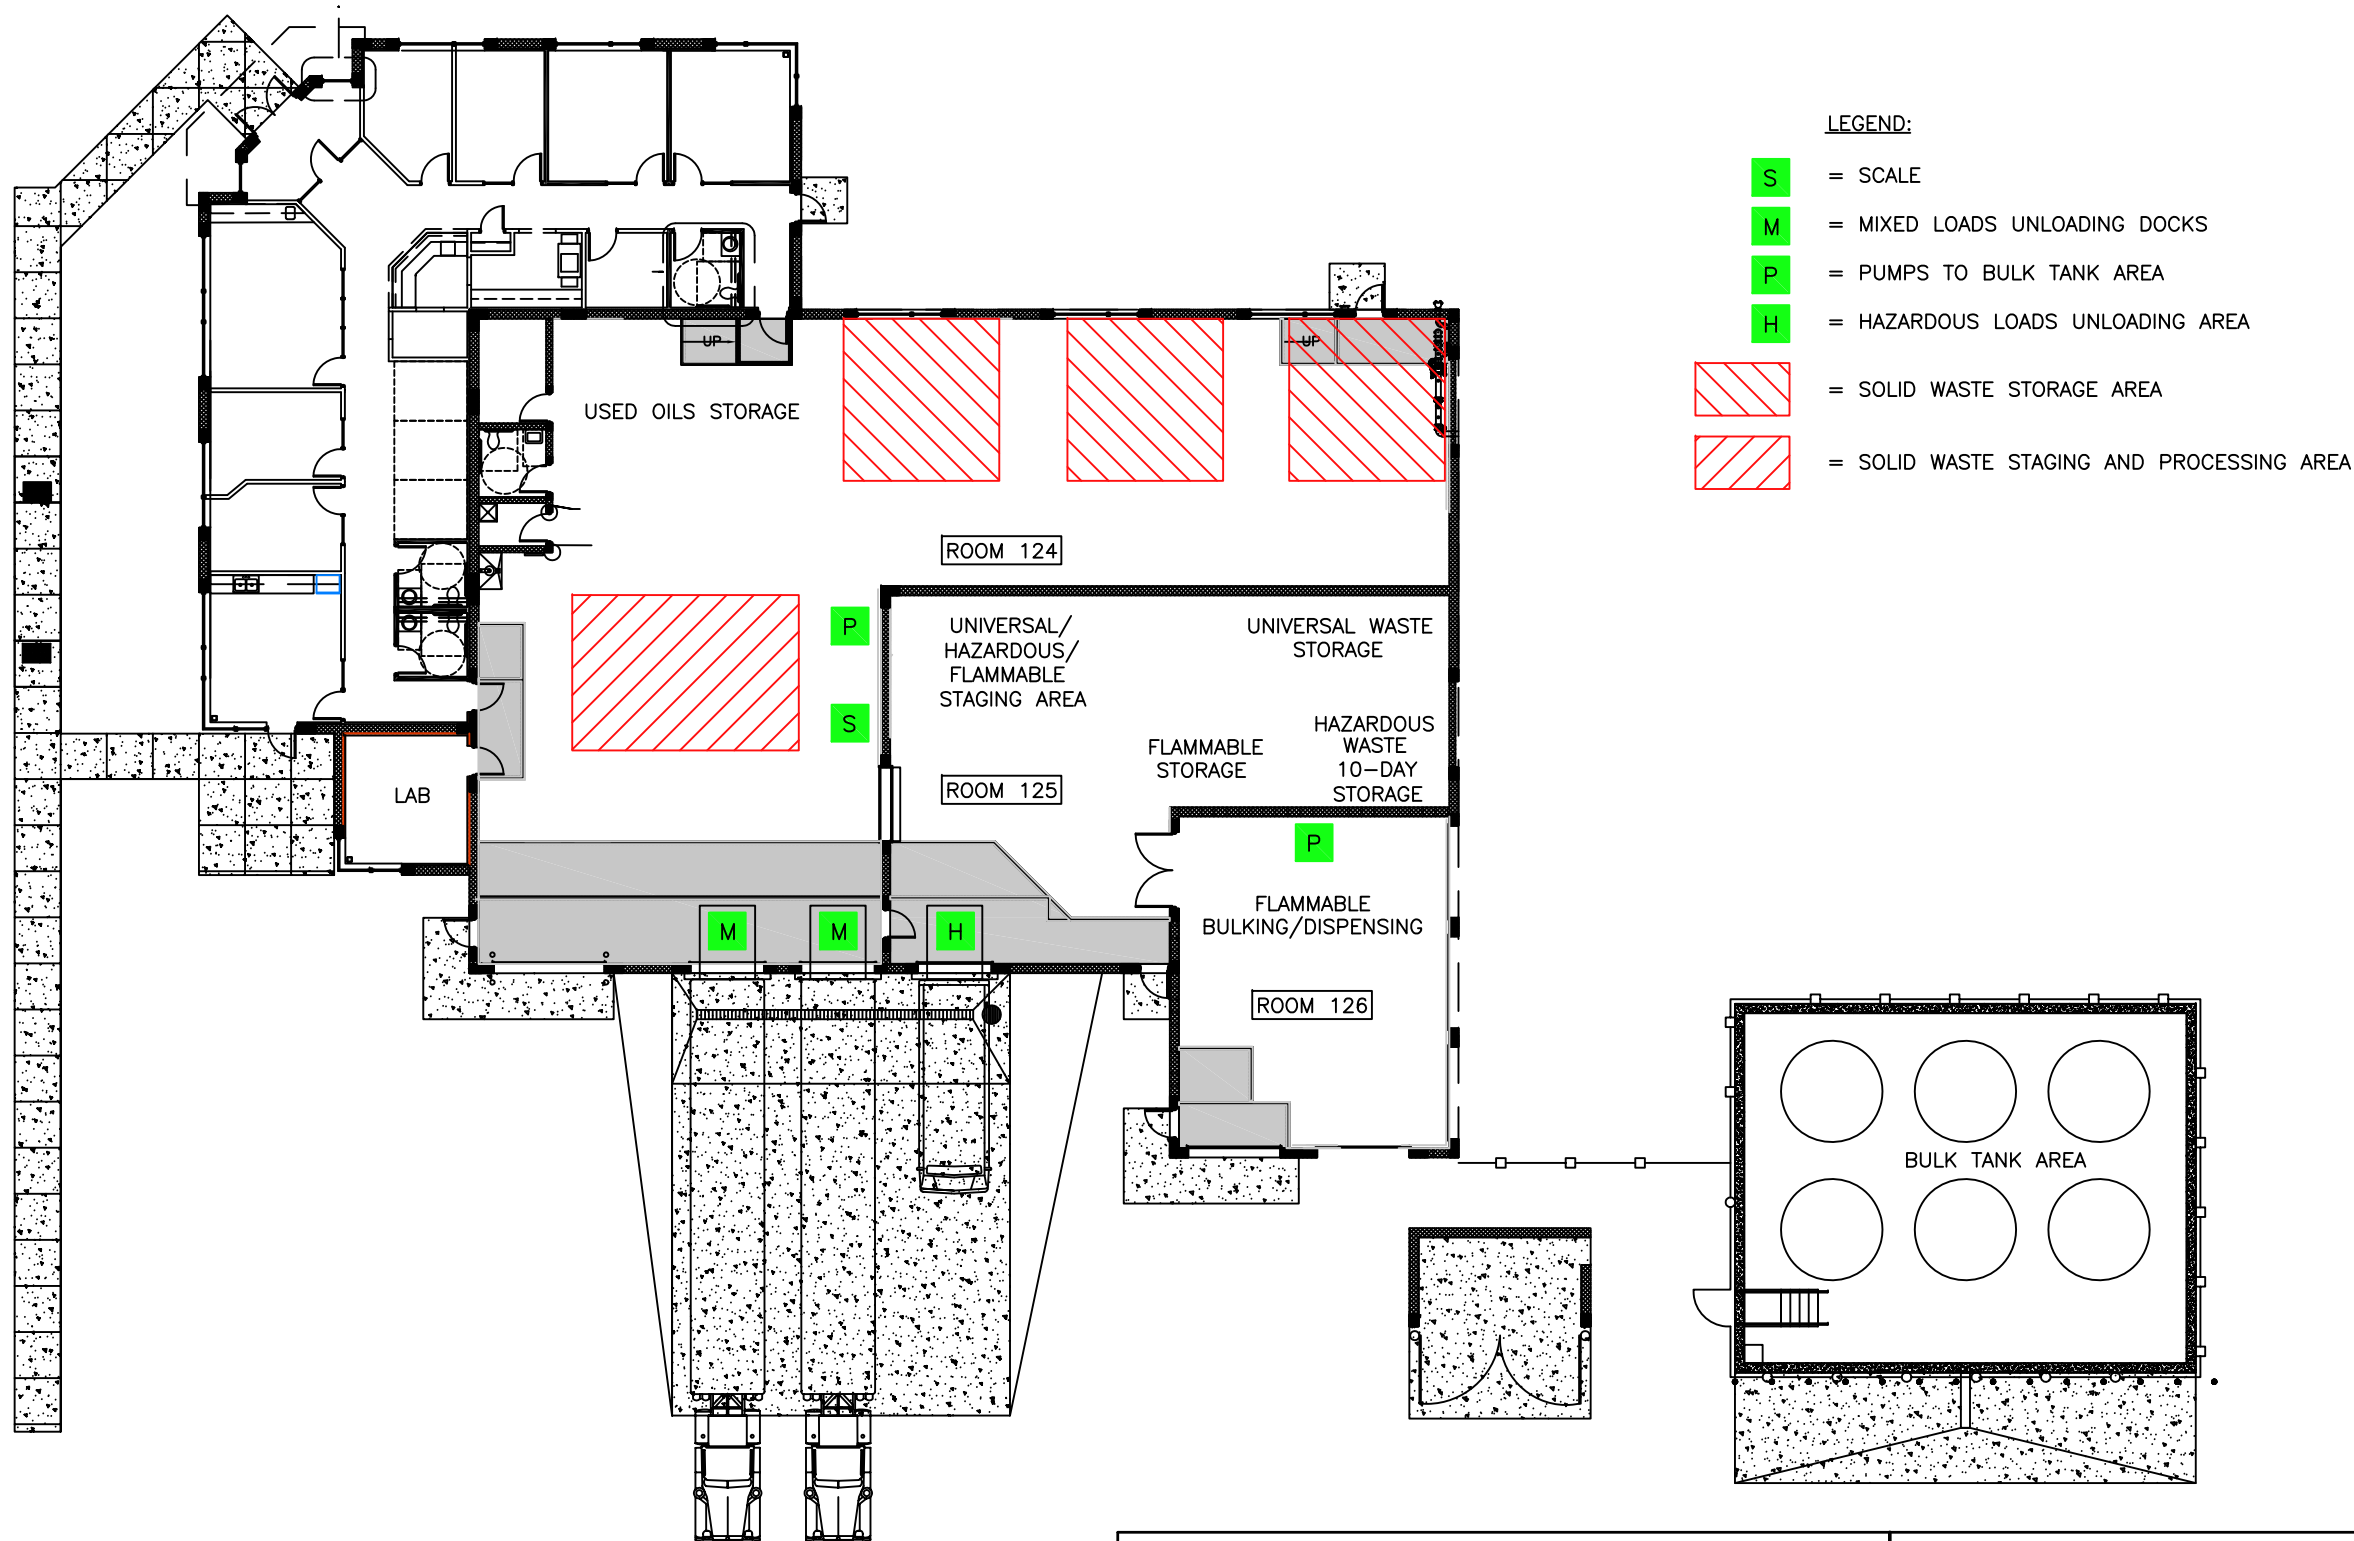 LEGEND:
S = SCALE
M = MIXED LOADS UNLOADING DOCKS
P = PUMPS TO BULK TANK AREA
H = HAZARDOUS LOADS UNLOADING AREA
= SOLID WASTE STORAGE AREA
= SOLID WASTE STAGING AND PROCESSING AREA
UP
UP
USED OILS STORAGE
ROOM 124
P
S
UNIVERSAL/
HAZARDOUS/
FLAMMABLE
STAGING AREA
UNIVERSAL WASTE
STORAGE
FLAMMABLE
STORAGE
HAZARDOUS
WASTE
10-DAY
STORAGE
ROOM 125
LAB
P
FLAMMABLE
BULKING/DISPENSING
M
M
H
ROOM 126
BULK TANK AREA